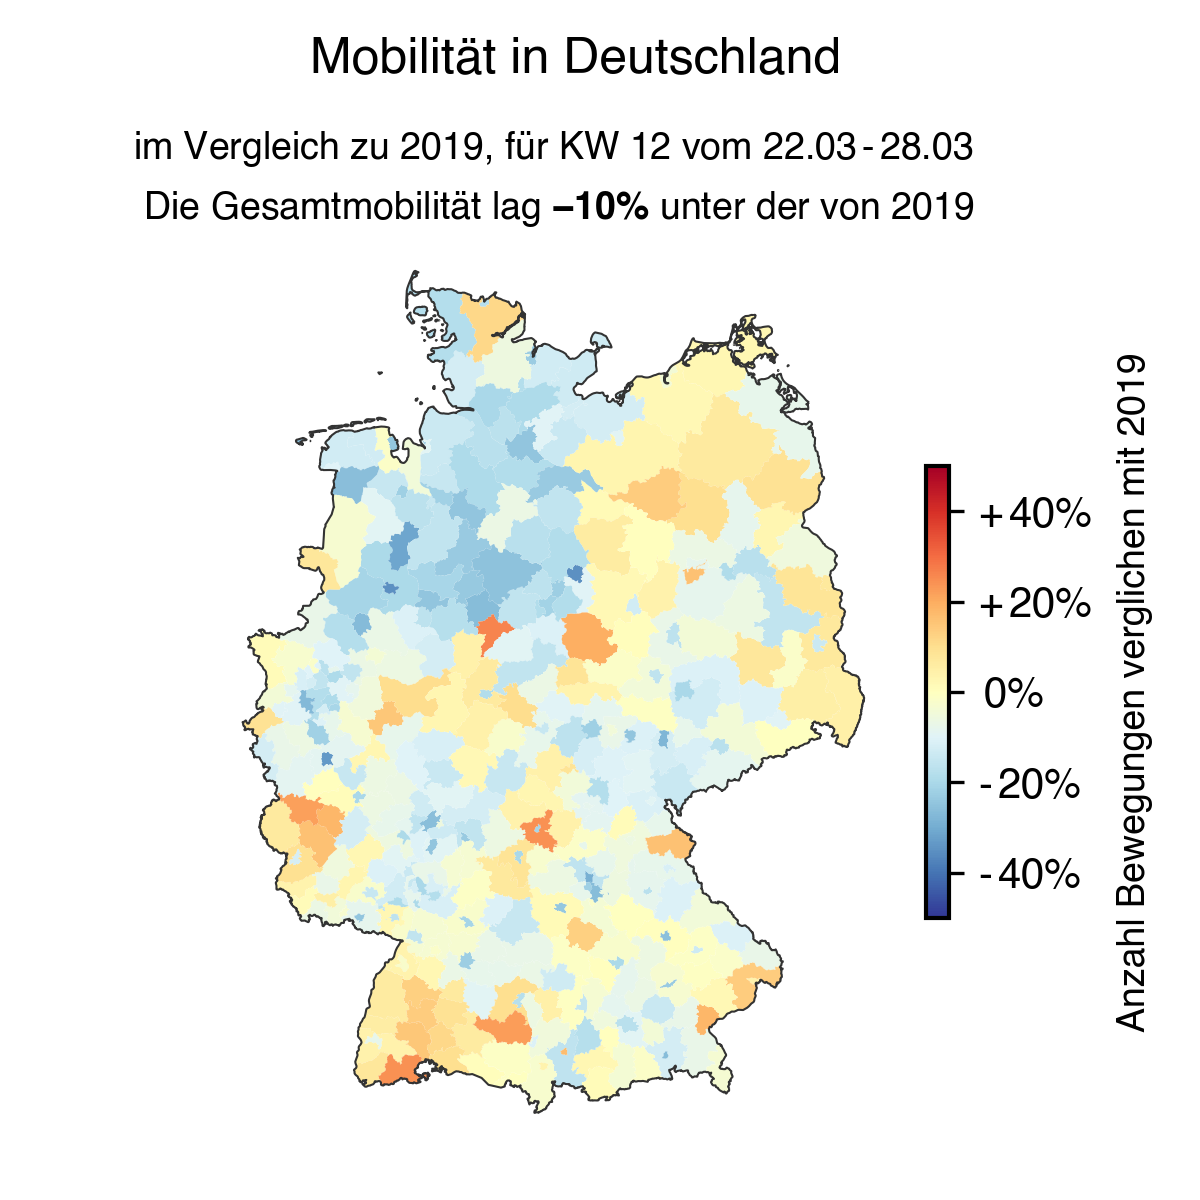 Mobilität in Deutschland
im Vergleich zu 2019, für KW 12 vom 22.03 - 28.03
Die Gesamtmobilität lag −10% unter der von 2019
+40%
+20%
0%
-20%
-40%
Anzahl Bewegungen verglichen mit 2019